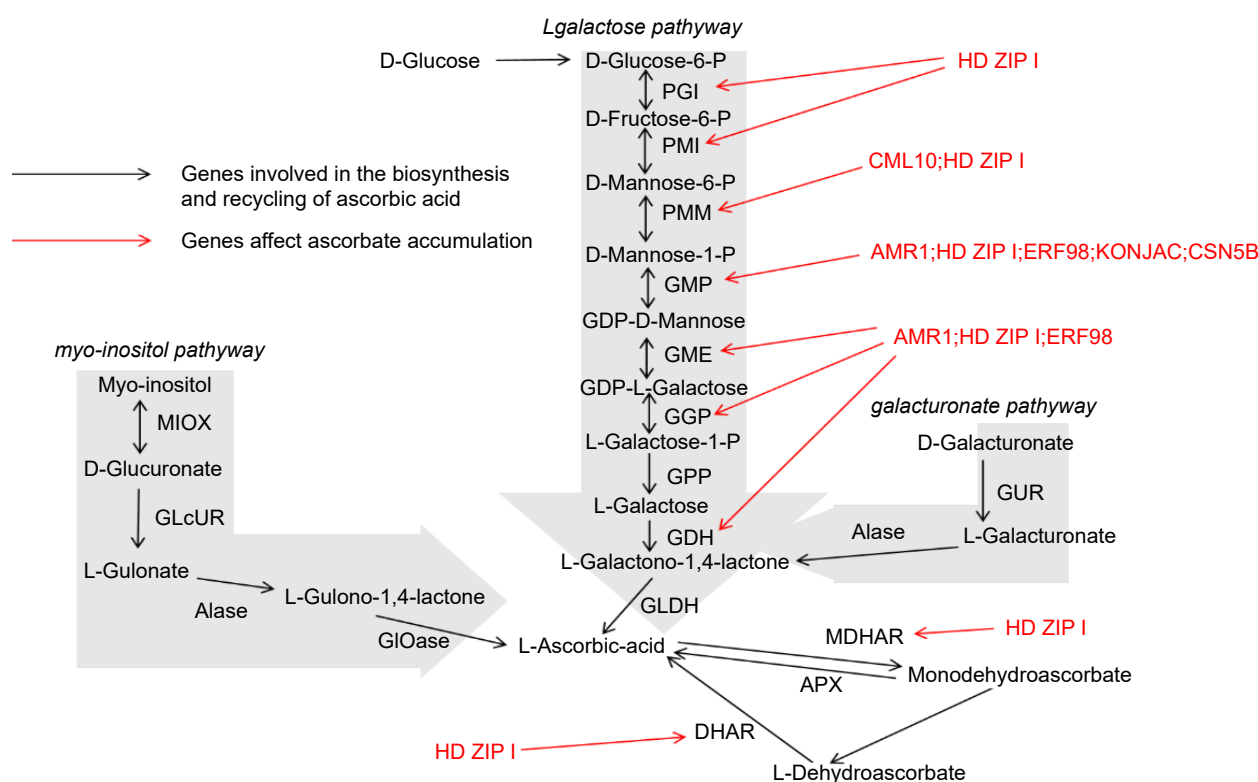 Lgalactose pathyway
D-Glucose
D-Glucose-6-P
HD ZIP I
PGI
D-Fructose-6-P
PMI
CML10;HD ZIP I
Genes involved in the biosynthesis
and recycling of ascorbic acid
D-Mannose-6-P
PMM
Genes affect ascorbate accumulation
D-Mannose-1-P
AMR1;HD ZIP I;ERF98;KONJAC;CSN5B
GMP
GDP-D-Mannose
AMR1;HD ZIP I;ERF98
GME
GDP-L-Galactose
GGP
L-Galactose-1-P
GPP
L-Galactose
GDH
L-Galactono-1,4-lactone
GLDH
myo-inositol pathyway
Myo-inositol
MIOX
D-Glucuronate
GLcUR
L-Gulonate
Alase
L-Gulono-1,4-lactone
GlOase
galacturonate pathyway
D-Galacturonate
GUR
L-Galacturonate
Alase
L-Ascorbic-acid
MDHAR
HD ZIP I
APX
Monodehydroascorbate
DHAR
HD ZIP I
L-Dehydroascorbate